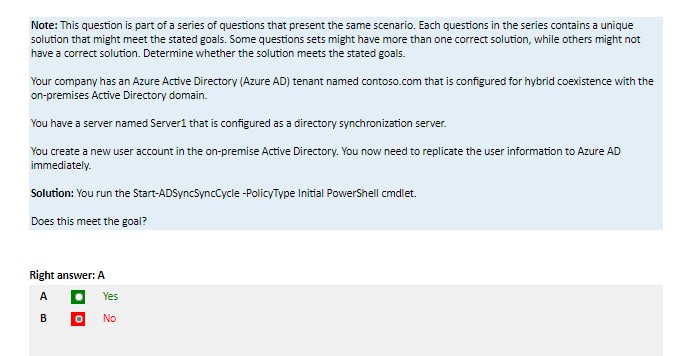 Note: This question is part of a series of questions that present the same scenario. Each questions in the series contains a unique
solution that might meet the stated goals. Some questions sets might have more than one correct solution, while others might not
have a correct solution. Determine whether the solution meets the stated goals.
Your company has an Azure Active Directory (Azure AD) tenant named contoso.com that is configured for hybrid coexistence with the
on-premises Active Directory domain.
You have a server named Server1 that is configured as a directory synchronization server.
You create a new user account in the on-premise Active Directory. You now need to replicate the user information to Azure AD
immediately.
Solution: You run the Start-ADSyncSyncCycle -PolicyType Initial PowerShell cmdlet.
Does this meet the goal?
Right answer: A
A Yes
B No